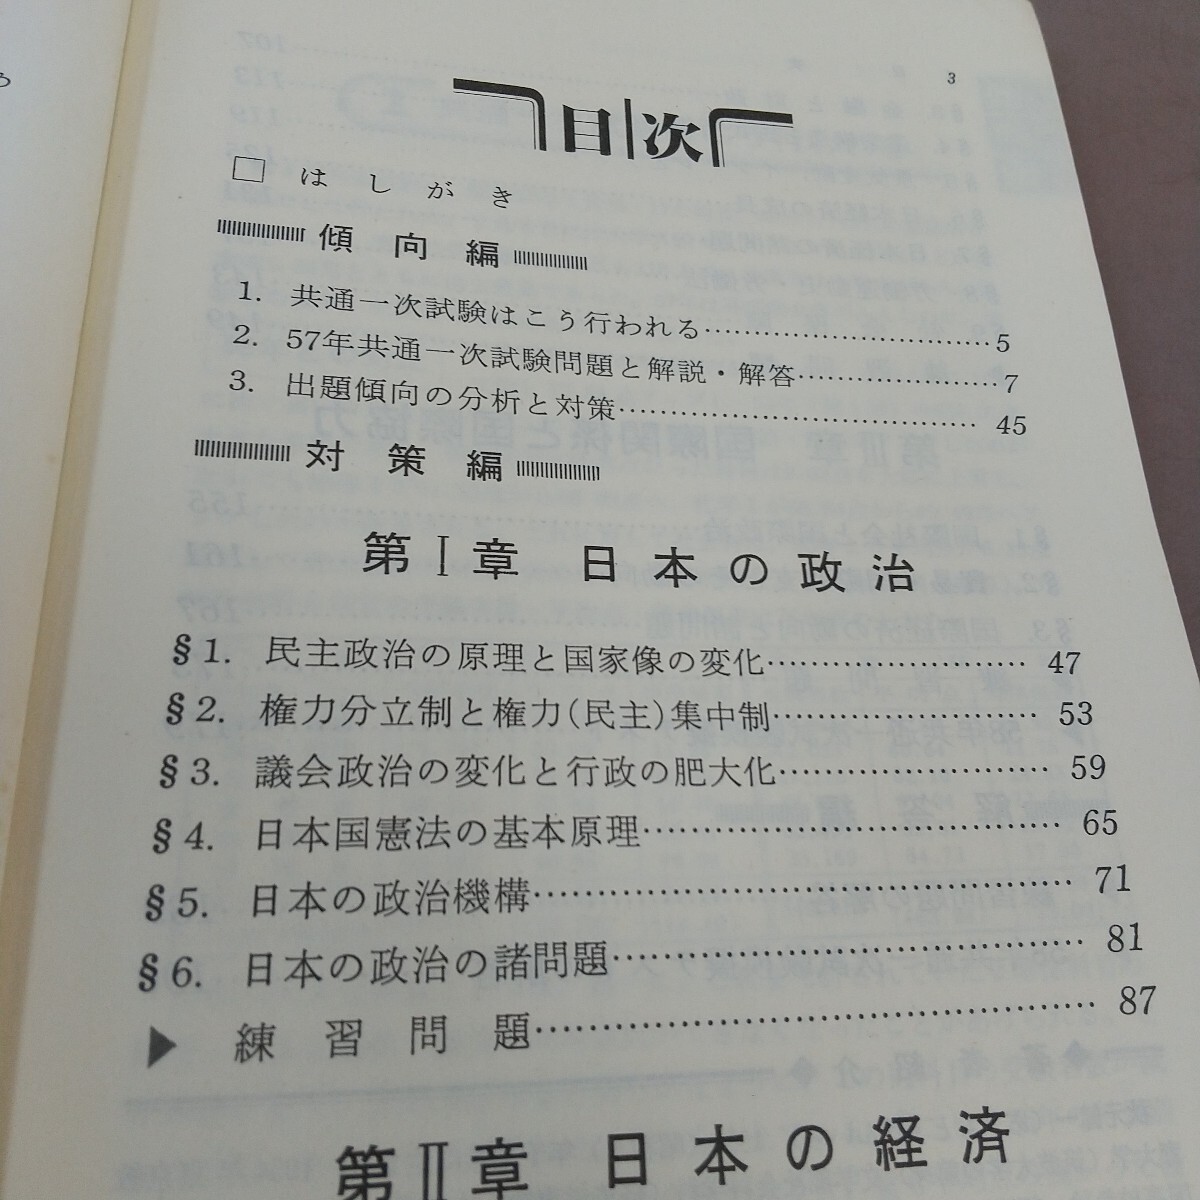 3
目次
□ はしがき
傾向編
1. 共通一次試験はこう行われる…………………………5
2. 57年共通一次試験問題と解説・解答…………………7
3. 出題傾向の分析と対策………………………………45
対策編
第Ⅰ章 日本の政治
§1. 民主政治の原理と国家像の変化……………………47
§2. 権力分立制と権力(民主)集中制……………………53
§3. 議会政治の変化と行政の肥大化……………………59
§4. 日本国憲法の基本原理………………………………65
§5. 日本の政治機構………………………………………71
§6. 日本の政治の諸問題…………………………………81
▶ 練習問題………………………………………………87
第Ⅱ章 日本の経済